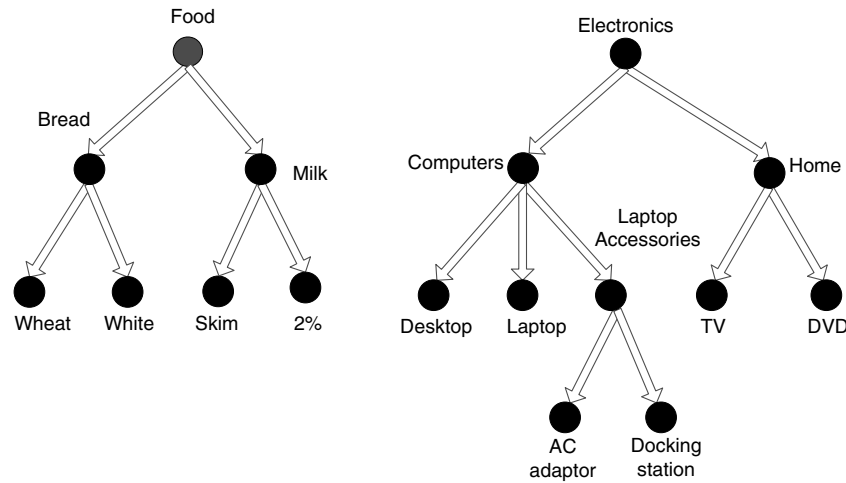 Food
Bread
Milk
Wheat
White
Skim
2%
Electronics
Computers
Home
Laptop
Accessories
Desktop
Laptop
TV
DVD
AC
adaptor
Docking
station